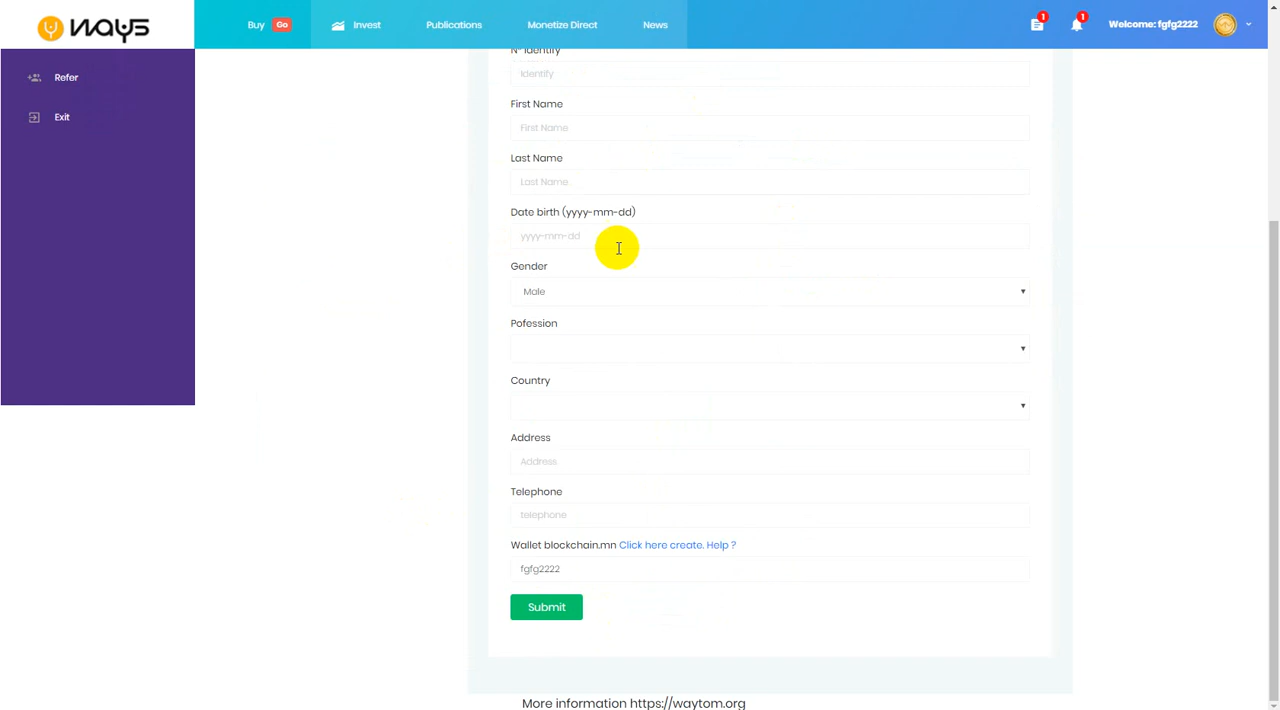 WAYS
Buy Go Invest Publications Monetize Direct News 1 1 Welcome: fgfg2222
Refer
Exit
N° Identify
Identify
First Name
First Name
Last Name
Last Name
Date birth (yyyy-mm-dd)
yyyy-mm-dd
Gender
Male
Pofession
Country
Address
Address
Telephone
telephone
Wallet blockchain.mn Click here create. Help ?
fgfg2222
Submit
More information https://waytom.org